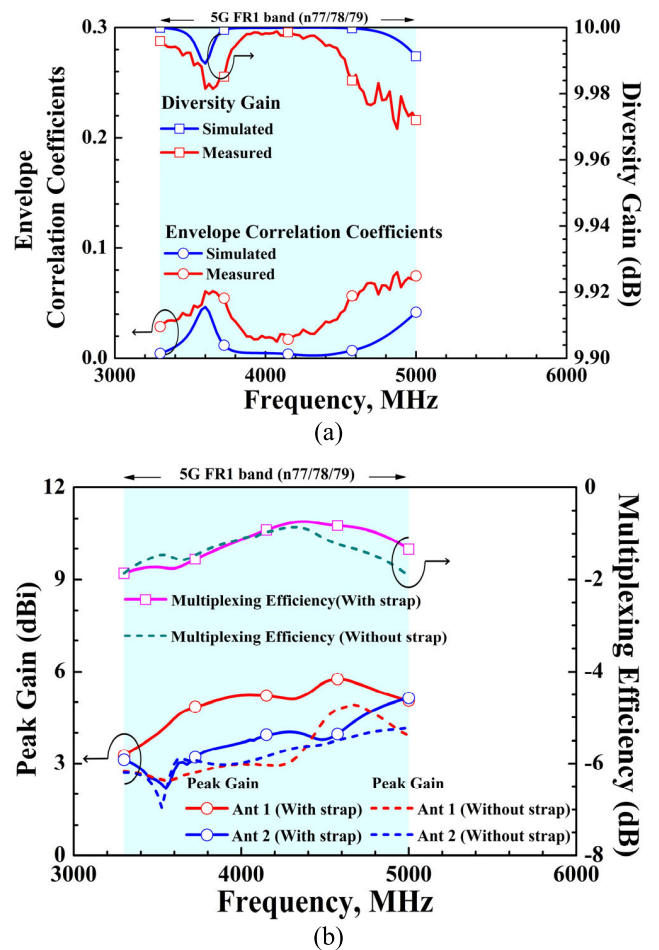 5G FR1 band (n77/78/79)
0.3
0.2
0.1
0.0
10.00
9.98
9.96
9.94
9.92
9.90
Envelope
Correlation Coefficients
Diversity Gain (dB)
Diversity Gain
Simulated
Measured
Envelope Correlation Coefficients
Simulated
Measured
3000
4000
5000
6000
Frequency, MHz
(a)
5G FR1 band (n77/78/79)
12
9
6
3
0
0
-2
-4
-6
-8
Peak Gain (dBi)
Multiplexing Efficiency (dB)
Multiplexing Efficiency(With strap)
Multiplexing Efficiency (Without strap)
Peak Gain
Peak Gain
Ant 1 (With strap)
Ant 1 (Without strap)
Ant 2 (With strap)
Ant 2 (Without strap)
3000
4000
5000
6000
Frequency, MHz
(b)